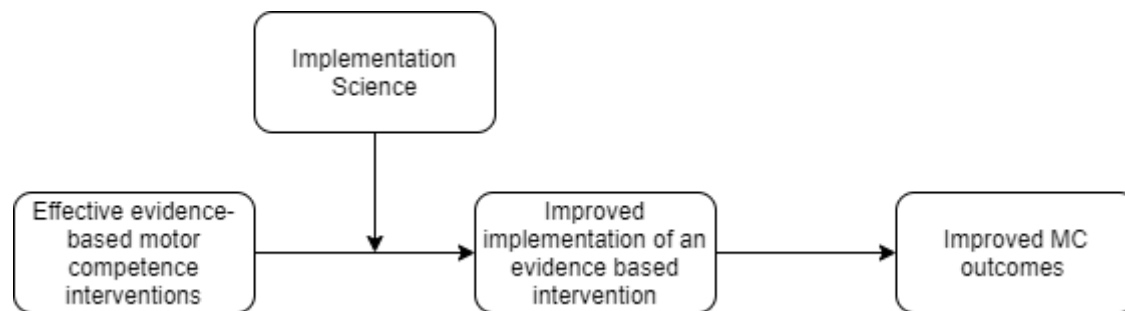 Implementation
Science
Effective evidence-
based motor
competence
interventions
Improved
implementation of an
evidence based
intervention
Improved MC
outcomes